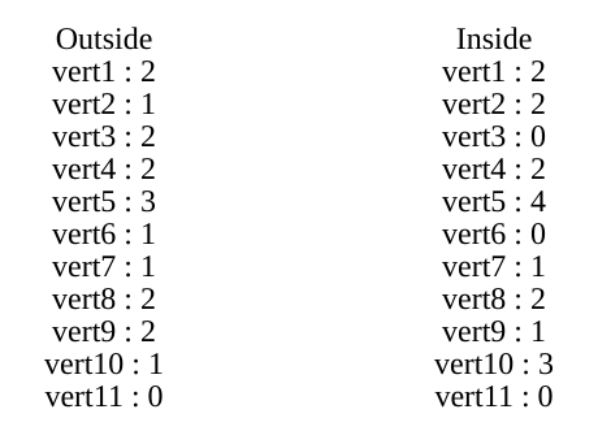 Outside
vert1 : 2
vert2 : 1
vert3 : 2
vert4 : 2
vert5 : 3
vert6 : 1
vert7 : 1
vert8 : 2
vert9 : 2
vert10 : 1
vert11 : 0
Inside
vert1 : 2
vert2 : 2
vert3 : 0
vert4 : 2
vert5 : 4
vert6 : 0
vert7 : 1
vert8 : 2
vert9 : 1
vert10 : 3
vert11 : 0